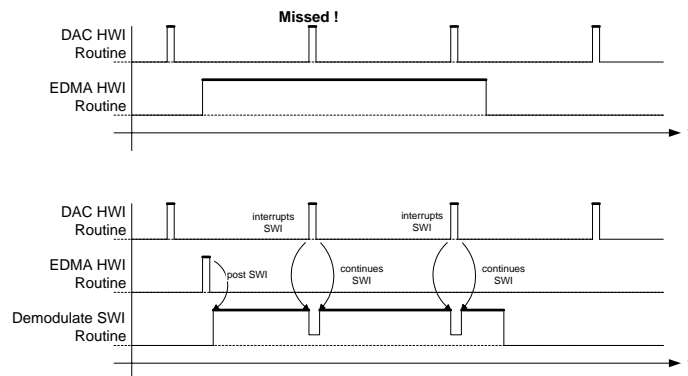 Missed !
DAC HWI
Routine
EDMA HWI
Routine
DAC HWI
Routine
interrupts
SWI
interrupts
SWI
EDMA HWI
Routine
post SWI
continues
SWI
continues
SWI
Demodulate SWI
Routine